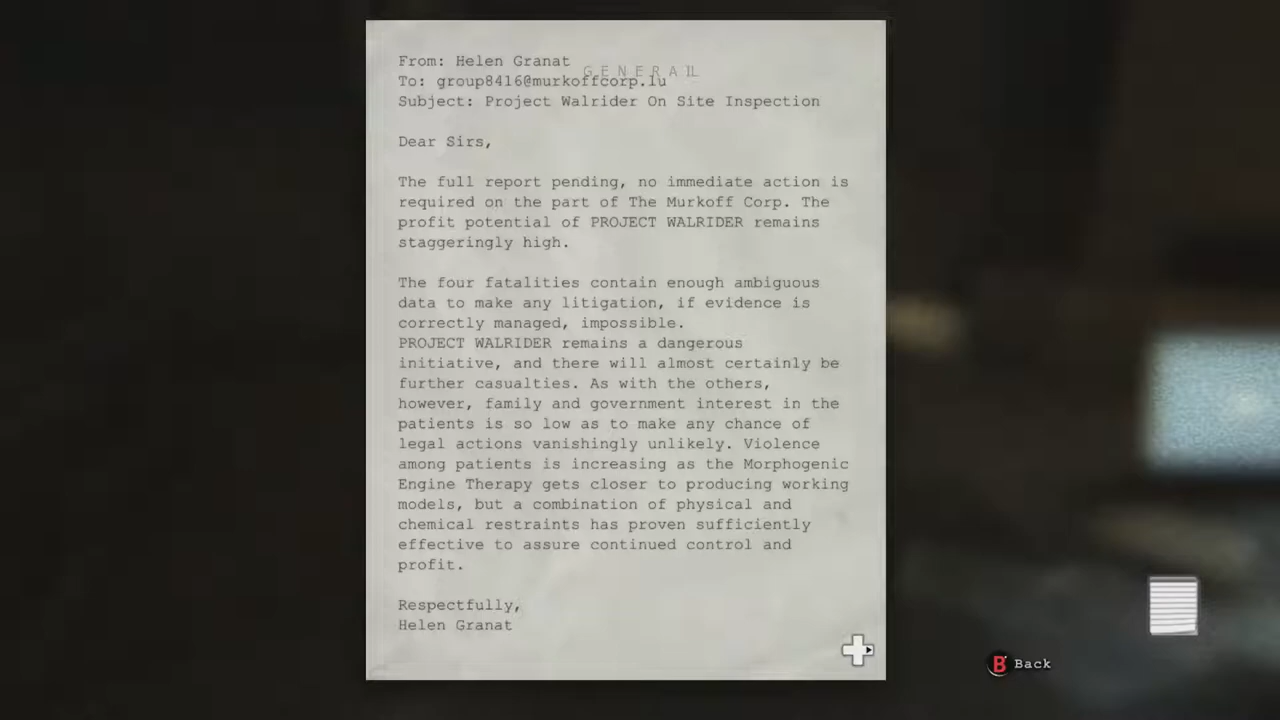 From: Helen Granat
GENERAL
To: group8416@murkoffcorp.lu
Subject: Project Walrider On Site Inspection
Dear Sirs,
The full report pending, no immediate action is
required on the part of The Murkoff Corp. The
profit potential of PROJECT WALRIDER remains
staggeringly high.
The four fatalities contain enough ambiguous
data to make any litigation, if evidence is
correctly managed, impossible.
PROJECT WALRIDER remains a dangerous
initiative, and there will almost certainly be
further casualties. As with the others,
however, family and government interest in the
patients is so low as to make any chance of
legal actions vanishingly unlikely. Violence
among patients is increasing as the Morphogenic
Engine Therapy gets closer to producing working
models, but a combination of physical and
chemical restraints has proven sufficiently
effective to assure continued control and
profit.
Respectfully,
Helen Granat
B Back